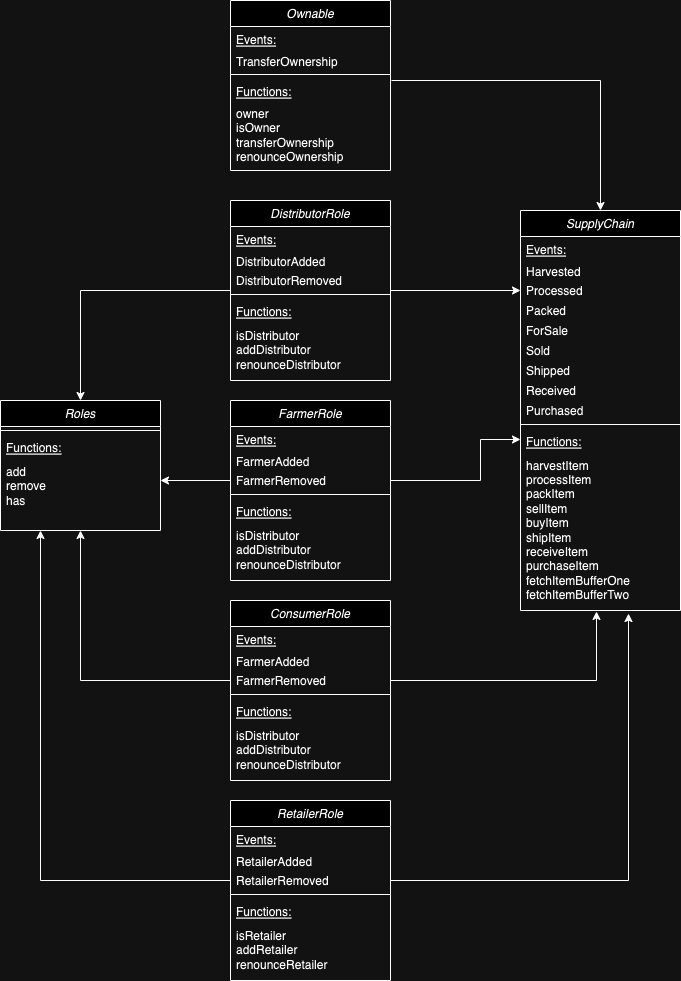 Ownable
Events:
TransferOwnership
Functions:
owner
isOwner
transferOwnership
renounceOwnership
DistributorRole
Events:
DistributorAdded
DistributorRemoved
Functions:
isDistributor
addDistributor
renounceDistributor
SupplyChain
Events:
Harvested
Processed
Packed
ForSale
Sold
Shipped
Received
Purchased
Functions:
harvestItem
processItem
packItem
sellItem
buyItem
shipItem
receiveItem
purchaseItem
fetchItemBufferOne
fetchItemBufferTwo
Roles
Functions:
add
remove
has
FarmerRole
Events:
FarmerAdded
FarmerRemoved
Functions:
isDistributor
addDistributor
renounceDistributor
ConsumerRole
Events:
FarmerAdded
FarmerRemoved
Functions:
isDistributor
addDistributor
renounceDistributor
RetailerRole
Events:
RetailerAdded
RetailerRemoved
Functions:
isRetailer
addRetailer
renounceRetailer